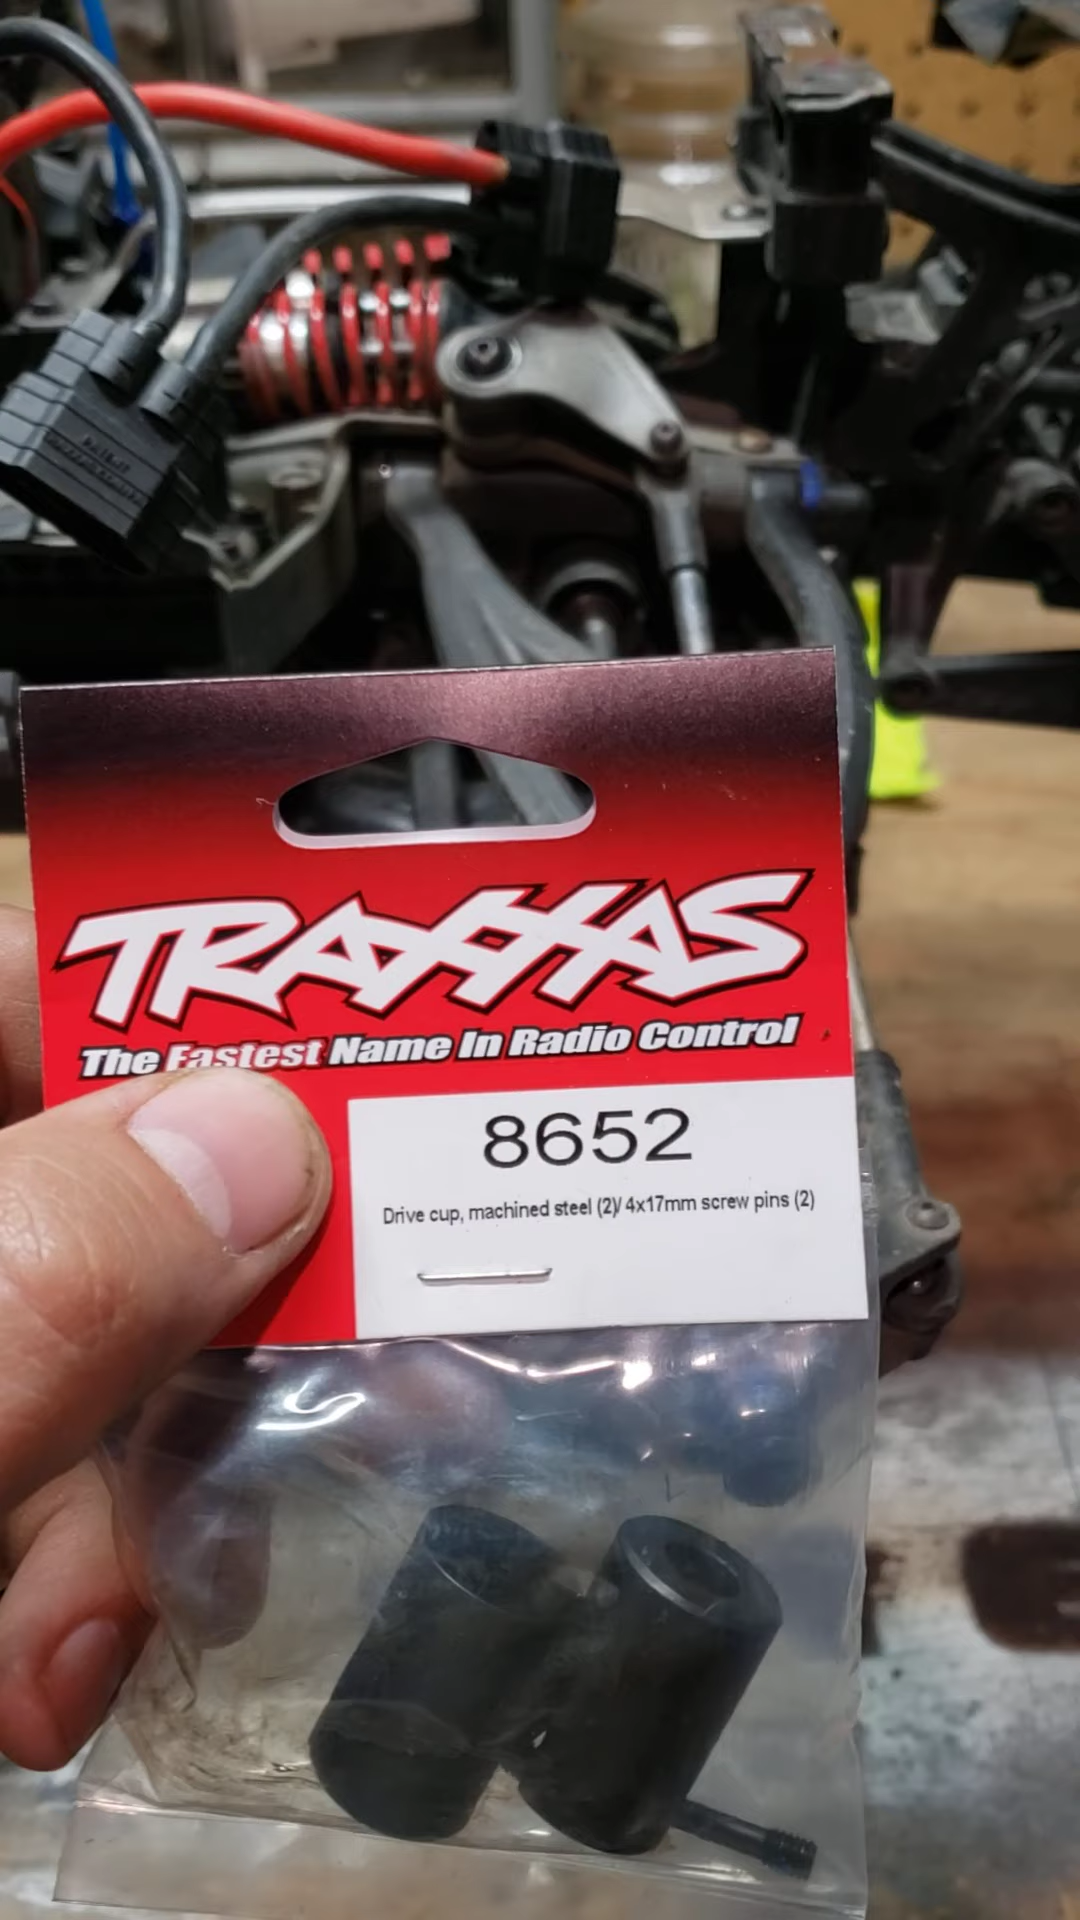 TRAXXAS
The Fastest Name In Radio Control
8652
Drive cup, machined steel (2)/ 4x17mm screw pins (2)